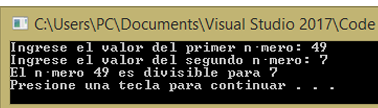 C:\Users\PC\Documents\Visual Studio 2017\Code
Ingrese el valor del primer n·mero: 49
Ingrese el valor del segundo n·mero: 7
El n·mero 49 es divisible para 7
Presione una tecla para continuar . . .